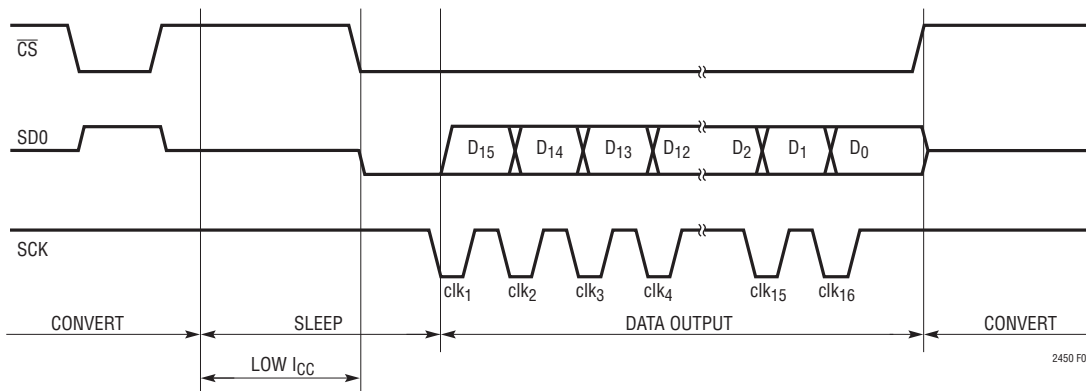 CS
SD0
D15 D14 D13 D12 D2 D1 D0
SCK
clk1 clk2 clk3 clk4 clk15 clk16
CONVERT SLEEP DATA OUTPUT CONVERT
LOW ICC
2450 F0